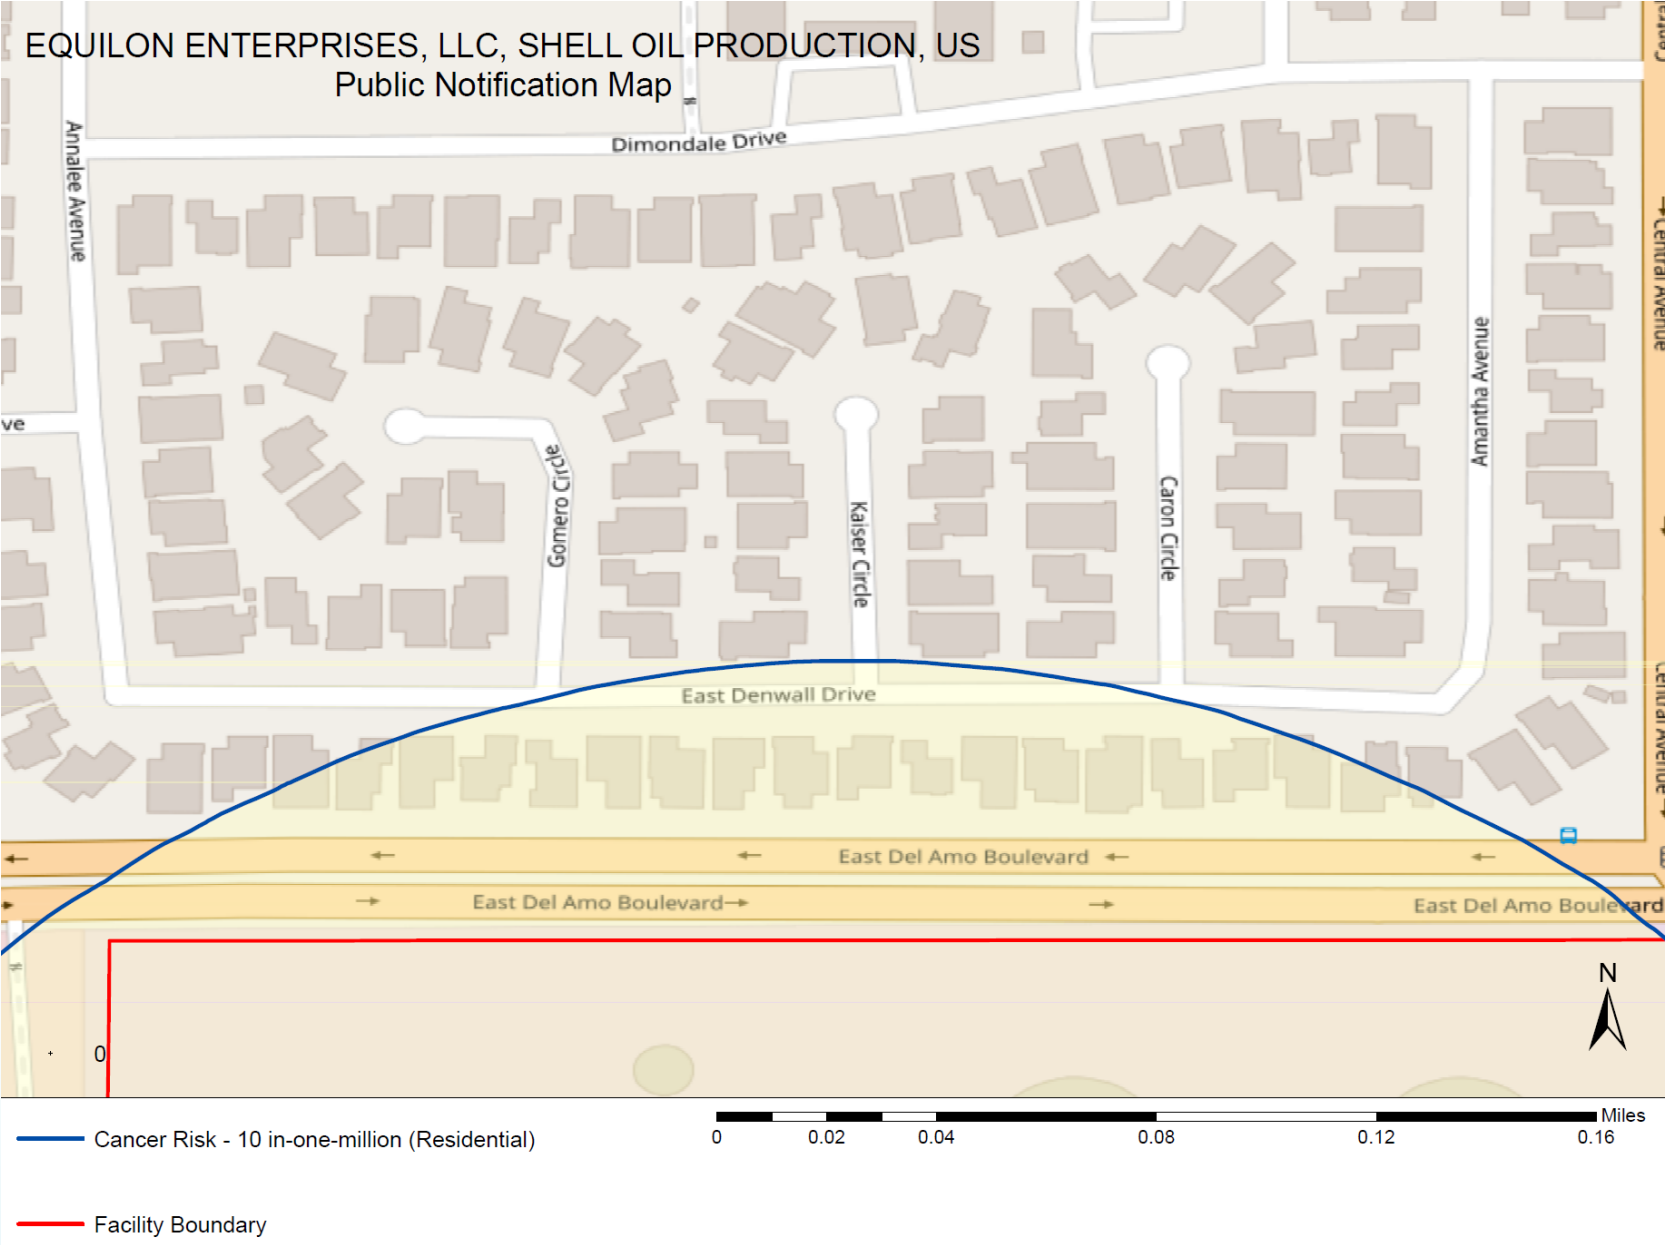 EQUILON ENTERPRISES, LLC, SHELL OIL PRODUCTION, US
Public Notification Map
Dimondale Drive
Annalee Avenue
Central Avenue
Amantha Avenue
ve
Gomero Circle
Kaiser Circle
Caron Circle
East Denwall Drive
Central Avenue
East Del Amo Boulevard
East Del Amo Boulevard
East Del Amo Boulevard
N
0
Cancer Risk - 10 in-one-million (Residential)
Miles
0 0.02 0.04 0.08 0.12 0.16
Facility Boundary